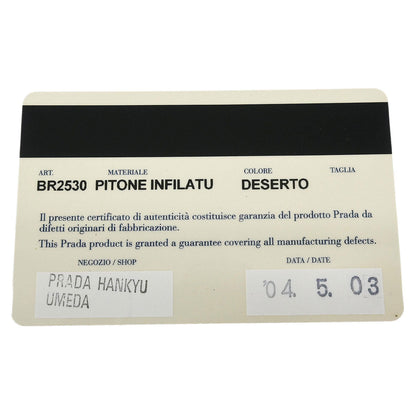 ART. MATERIALE COLORE TAGLIA
BR2530 PITONE INFILATU DESERTO
Il presente certificato di autenticità costituisce garanzia del prodotto Prada da
difetti originari di fabbricazione.
This Prada product is granted a guarantee covering all manufacturing defects.
NEGOZIO / SHOP DATA / DATE
PRADA HANKYU
UMEDA
'04. 5. 03